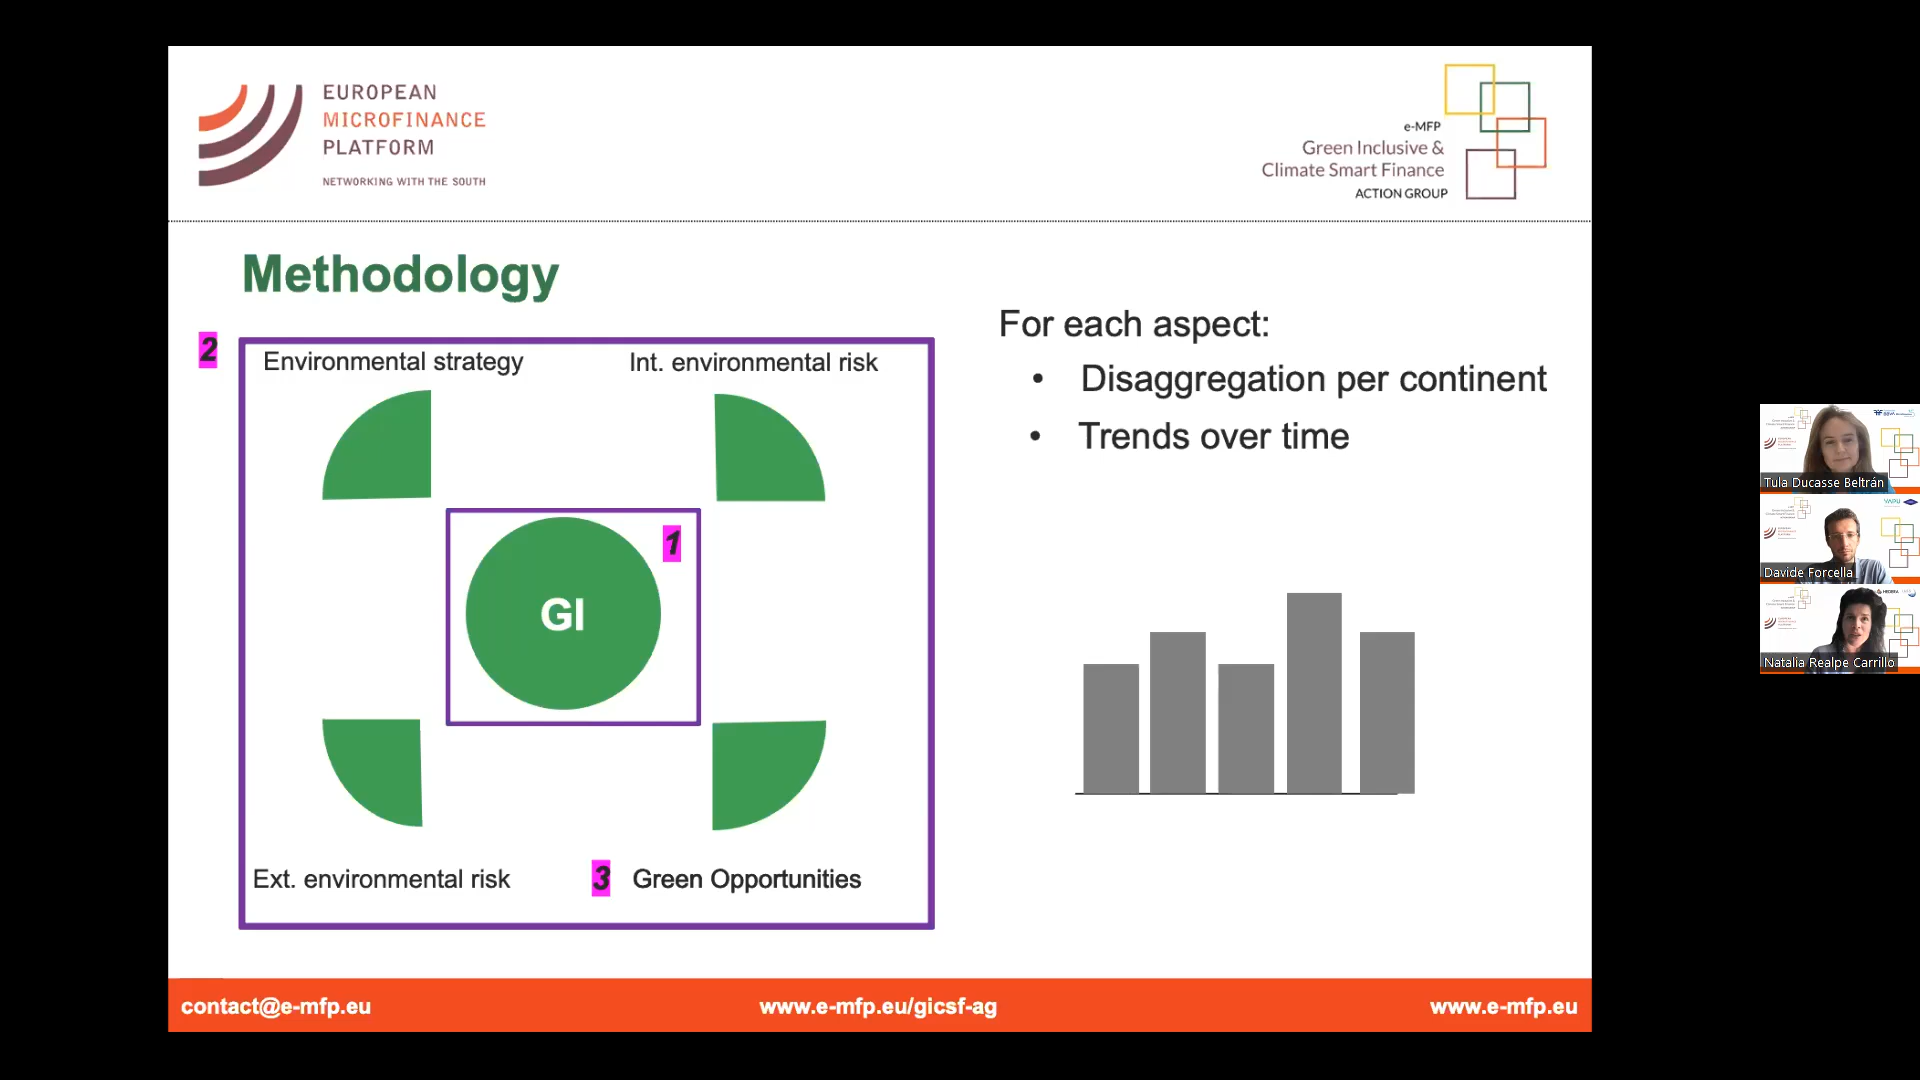 EUROPEAN
MICROFINANCE
PLATFORM
NETWORKING WITH THE SOUTH
e-MFP
Green Inclusive &
Climate Smart Finance
ACTION GROUP
Methodology
2
Environmental strategy
Int. environmental risk
1
GI
Ext. environmental risk
3
Green Opportunities
For each aspect:
• Disaggregation per continent
• Trends over time
contact@e-mfp.eu
www.e-mfp.eu/gicsf-ag
www.e-mfp.eu
Tula Ducasse Beltrán
Davide Forcella
Natalia Realpe Carrillo